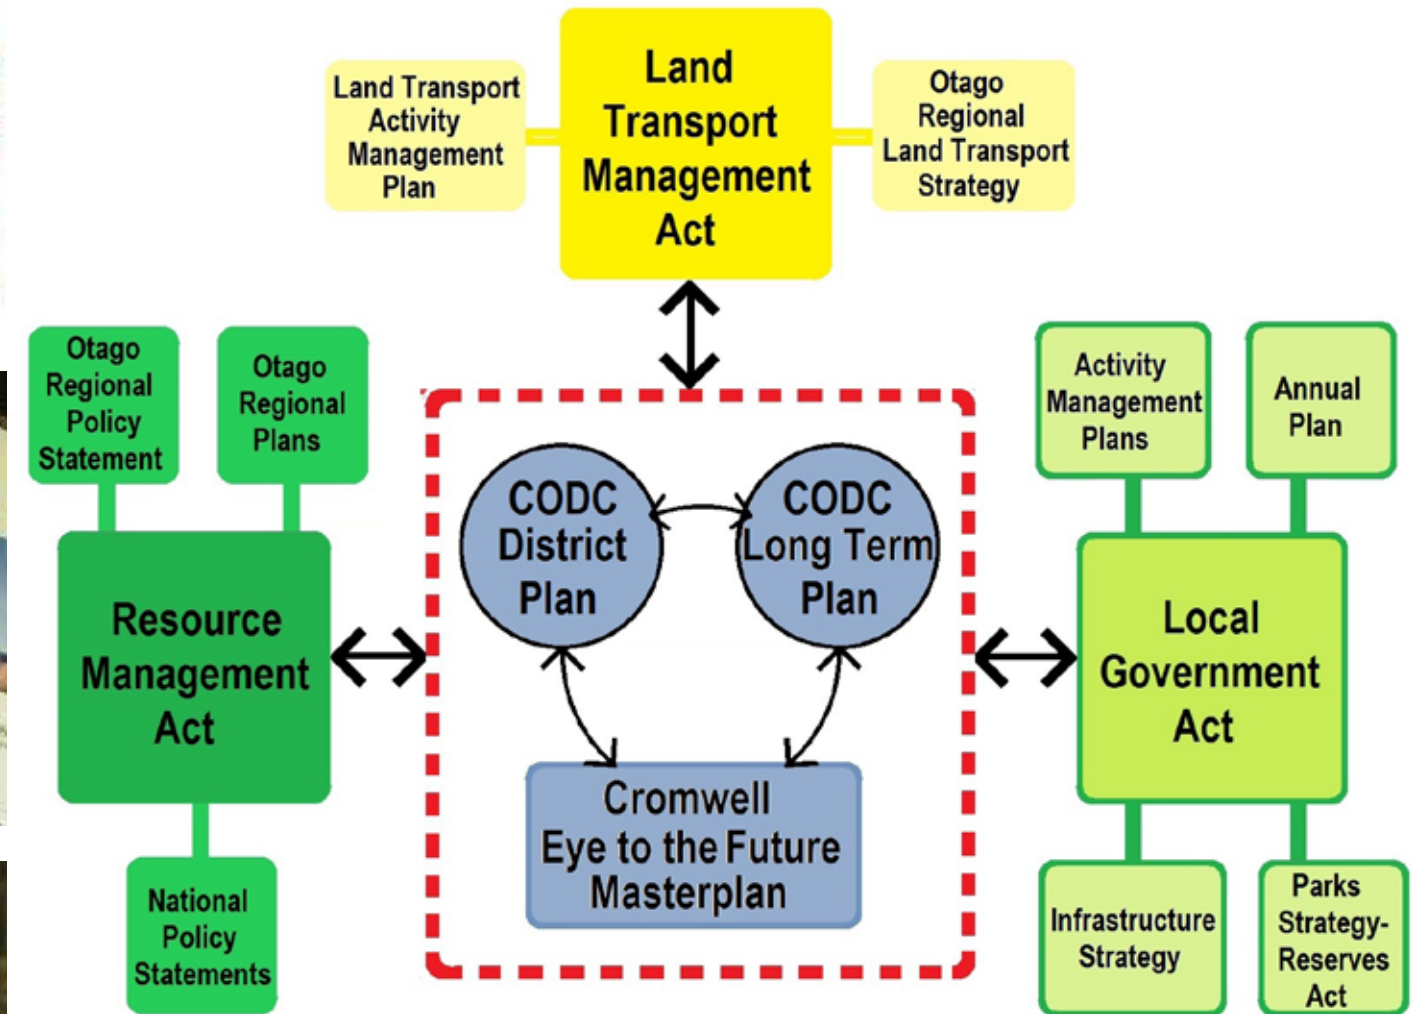 Land
Transport
Management
Act
Land Transport
Activity
Management
Plan
Otago
Regional
Land Transport
Strategy
Otago
Regional
Policy
Statement
Otago
Regional
Plans
Resource
Management
Act
National
Policy
Statements
CODC
District
Plan
CODC
Long Term
Plan
Cromwell
Eye to the Future
Masterplan
Activity
Management
Plans
Annual
Plan
Local
Government
Act
Infrastructure
Strategy
Parks
Strategy-
Reserves
Act